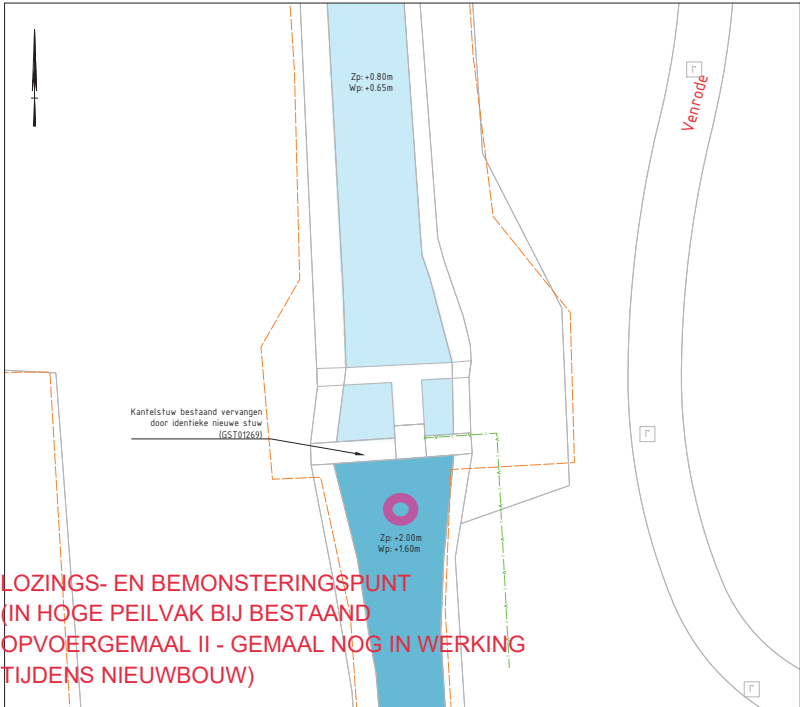 Zp: +0.80m
Wp: +0.65m
Venrode
Kantelstuw bestaand vervangen
door identieke nieuwe stuw
(GST01269)
Zp: +2.00m
Wp: +1.60m
LOZINGS- EN BEMONSTERINGSPUNT
(IN HOGE PEILVAK BIJ BESTAAND
OPVOERGEMAAL II - GEMAAL NOG IN WERKING
TIJDENS NIEUWBOUW)